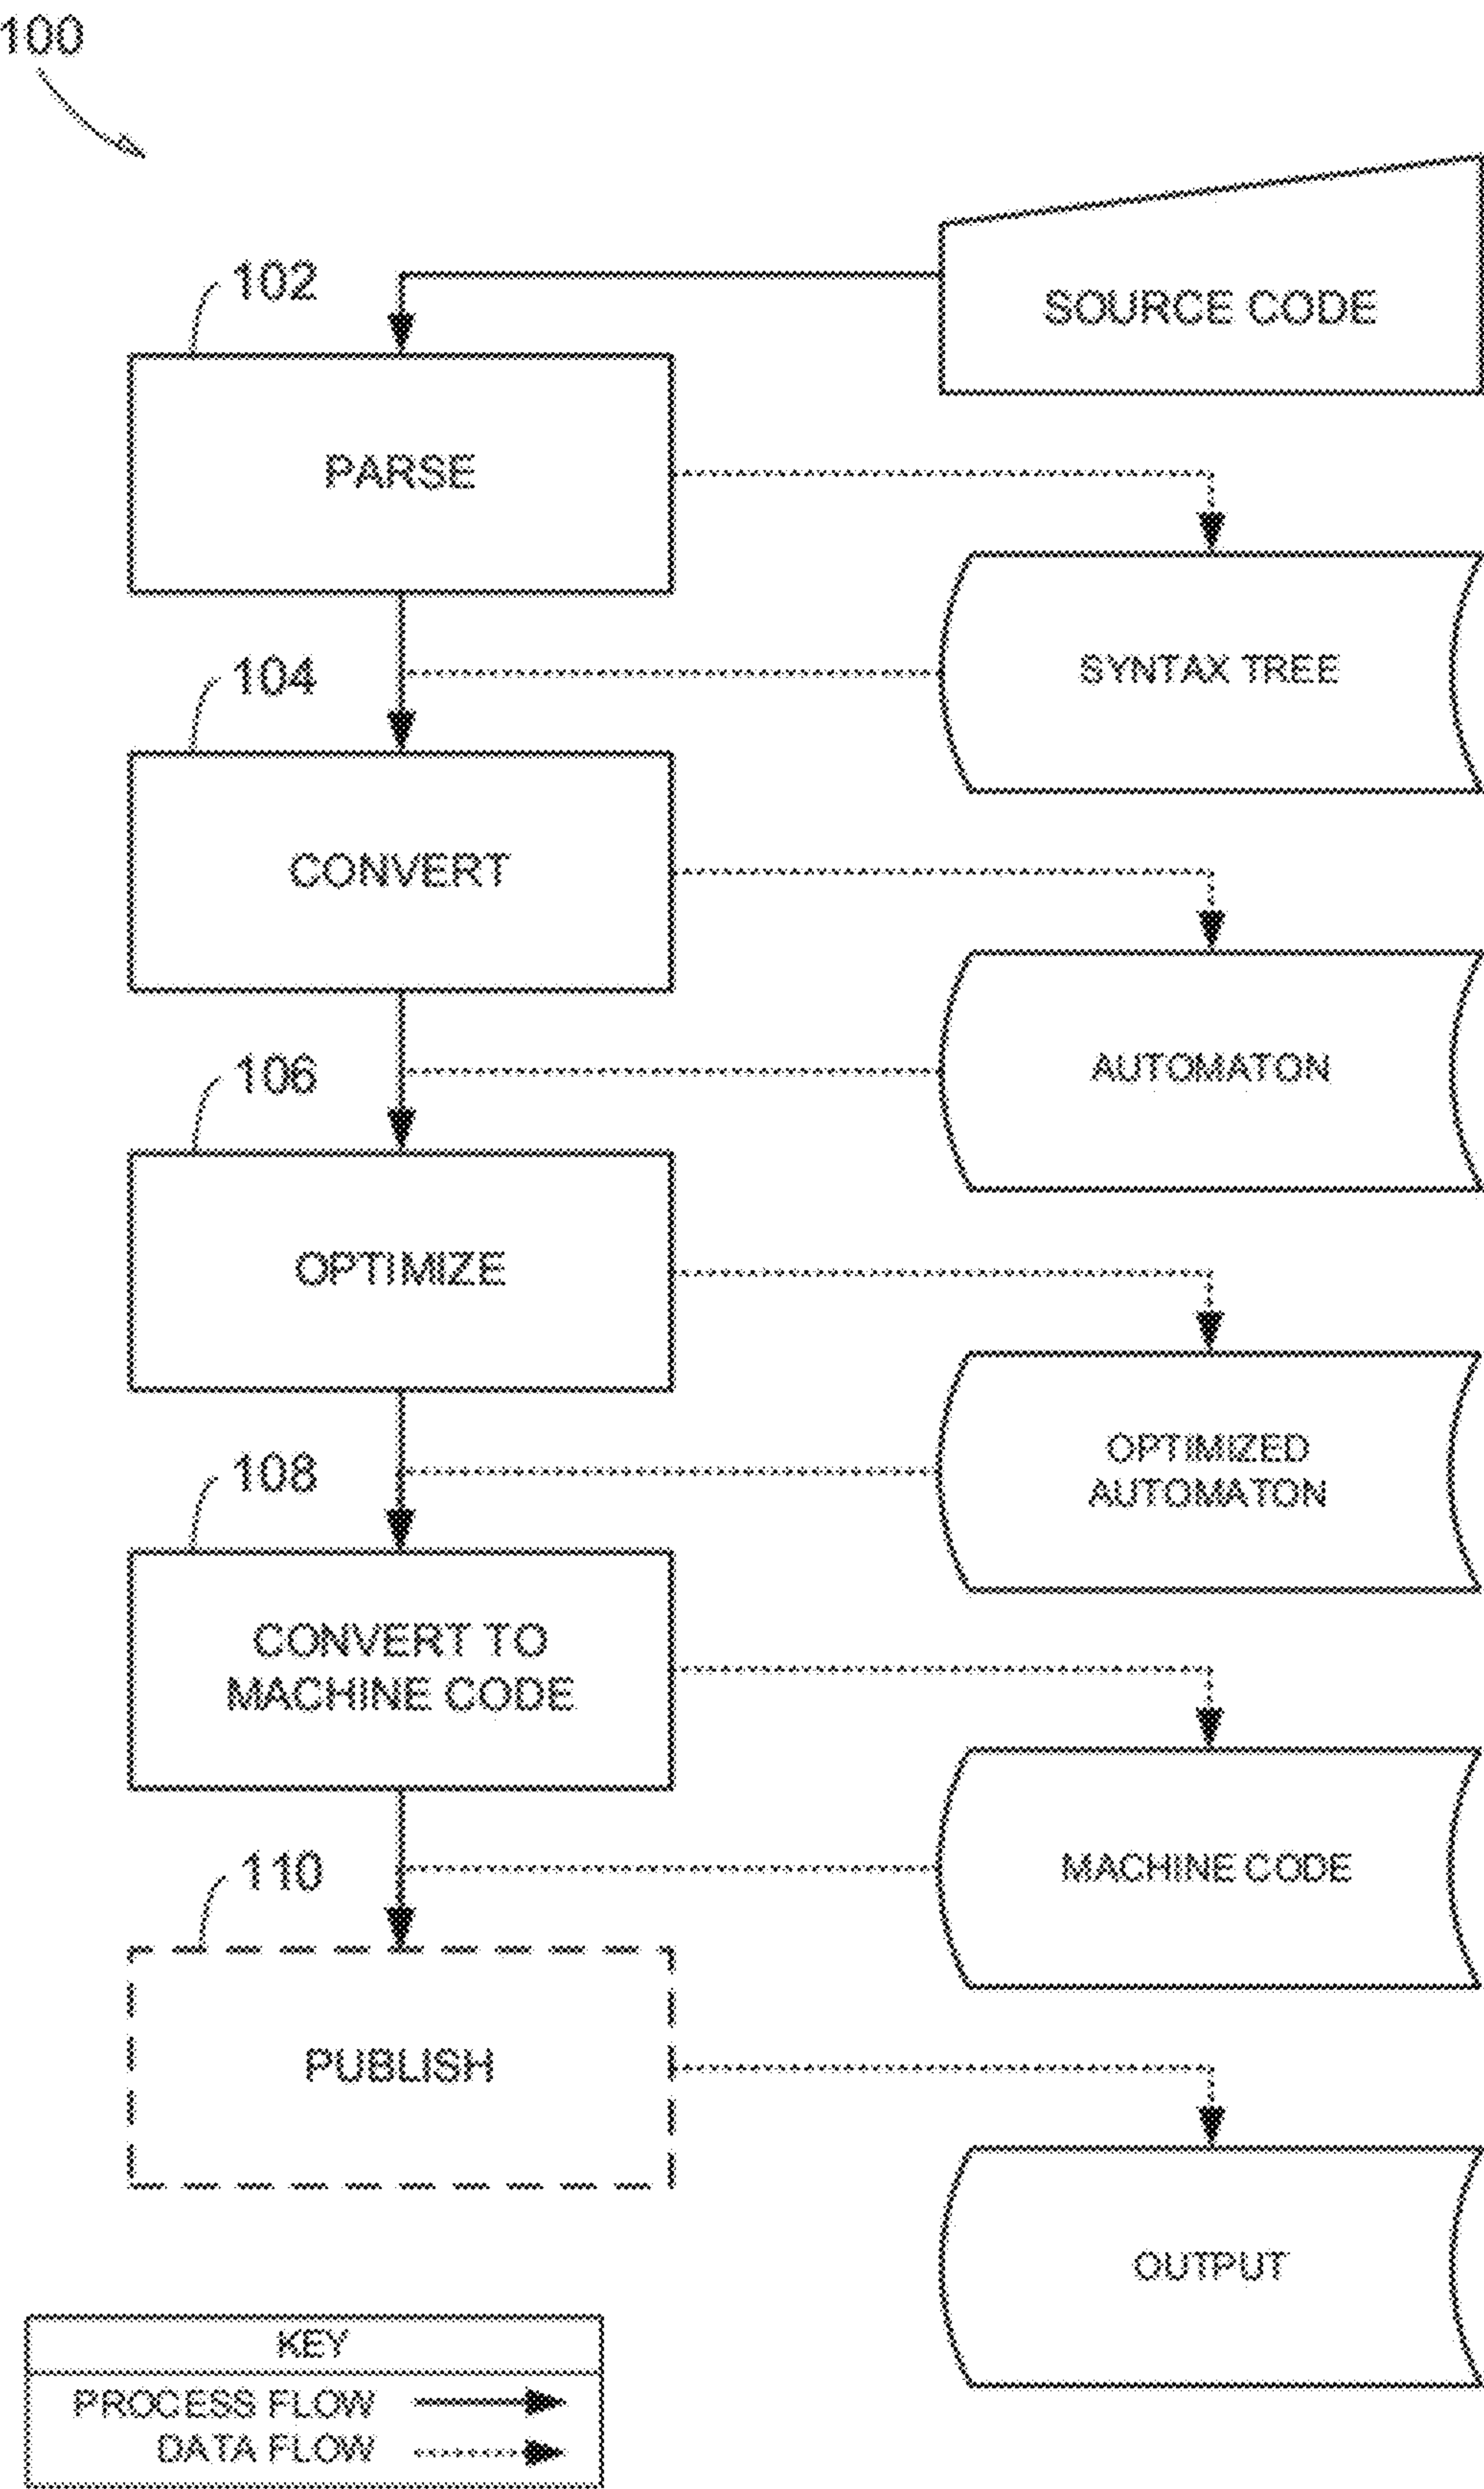 100
SOURCE CODE
102
PARSE
SYNTAX TREE
104
CONVERT
AUTOMATON
106
OPTIMIZE
OPTIMIZED
AUTOMATON
108
CONVERT TO
MACHINE CODE
MACHINE CODE
110
PUBLISH
OUTPUT
KEY
PROCESS FLOW
DATA FLOW